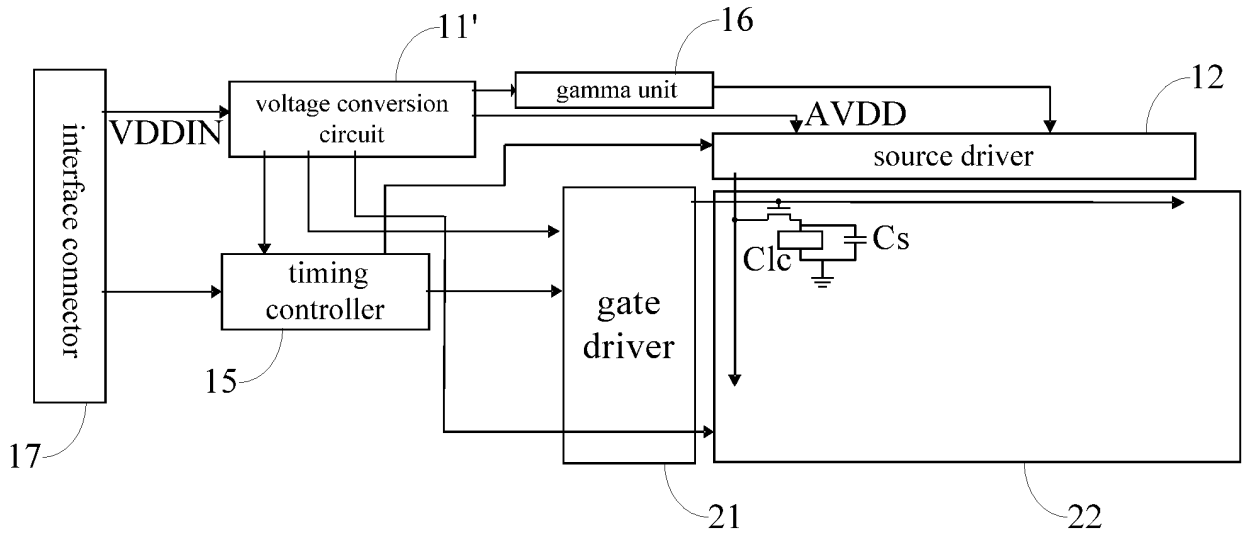 11'
16
12
voltage conversion
circuit
gamma unit
VDDIN
AVDD
source driver
interface connector
Clc
Cs
timing
controller
gate
driver
15
17
21
22